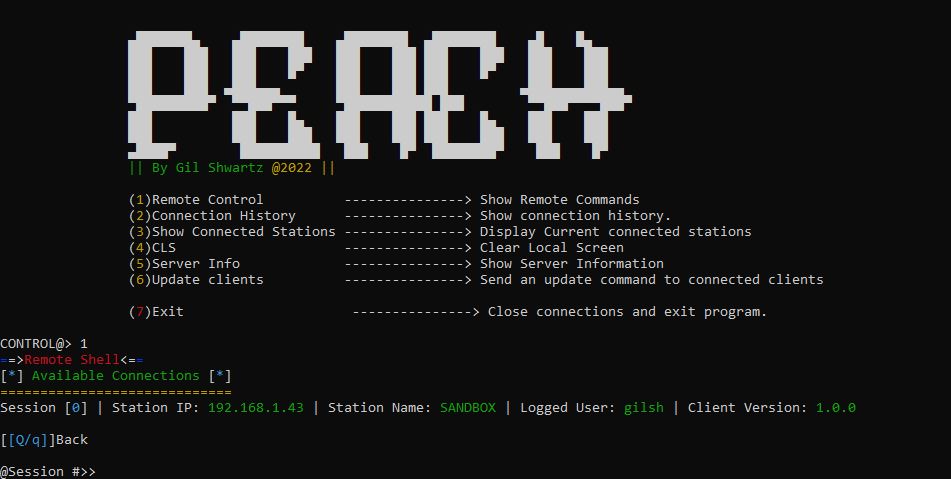 PEACH
|| By Gil Shwartz @2022 ||
(1)Remote Control ---------------> Show Remote Commands
(2)Connection History ---------------> Show connection history.
(3)Show Connected Stations ---------------> Display Current connected stations
(4)CLS ---------------> Clear Local Screen
(5)Server Info ---------------> Show Server Information
(6)Update clients ---------------> Send an update command to connected clients
(7)Exit ---------------> Close connections and exit program.
CONTROL@> 1
==>Remote Shell<==
[*] Available Connections [*]
=============================
Session [0] | Station IP: 192.168.1.43 | Station Name: SANDBOX | Logged User: gilsh | Client Version: 1.0.0
[[Q/q]]Back
@Session #>>